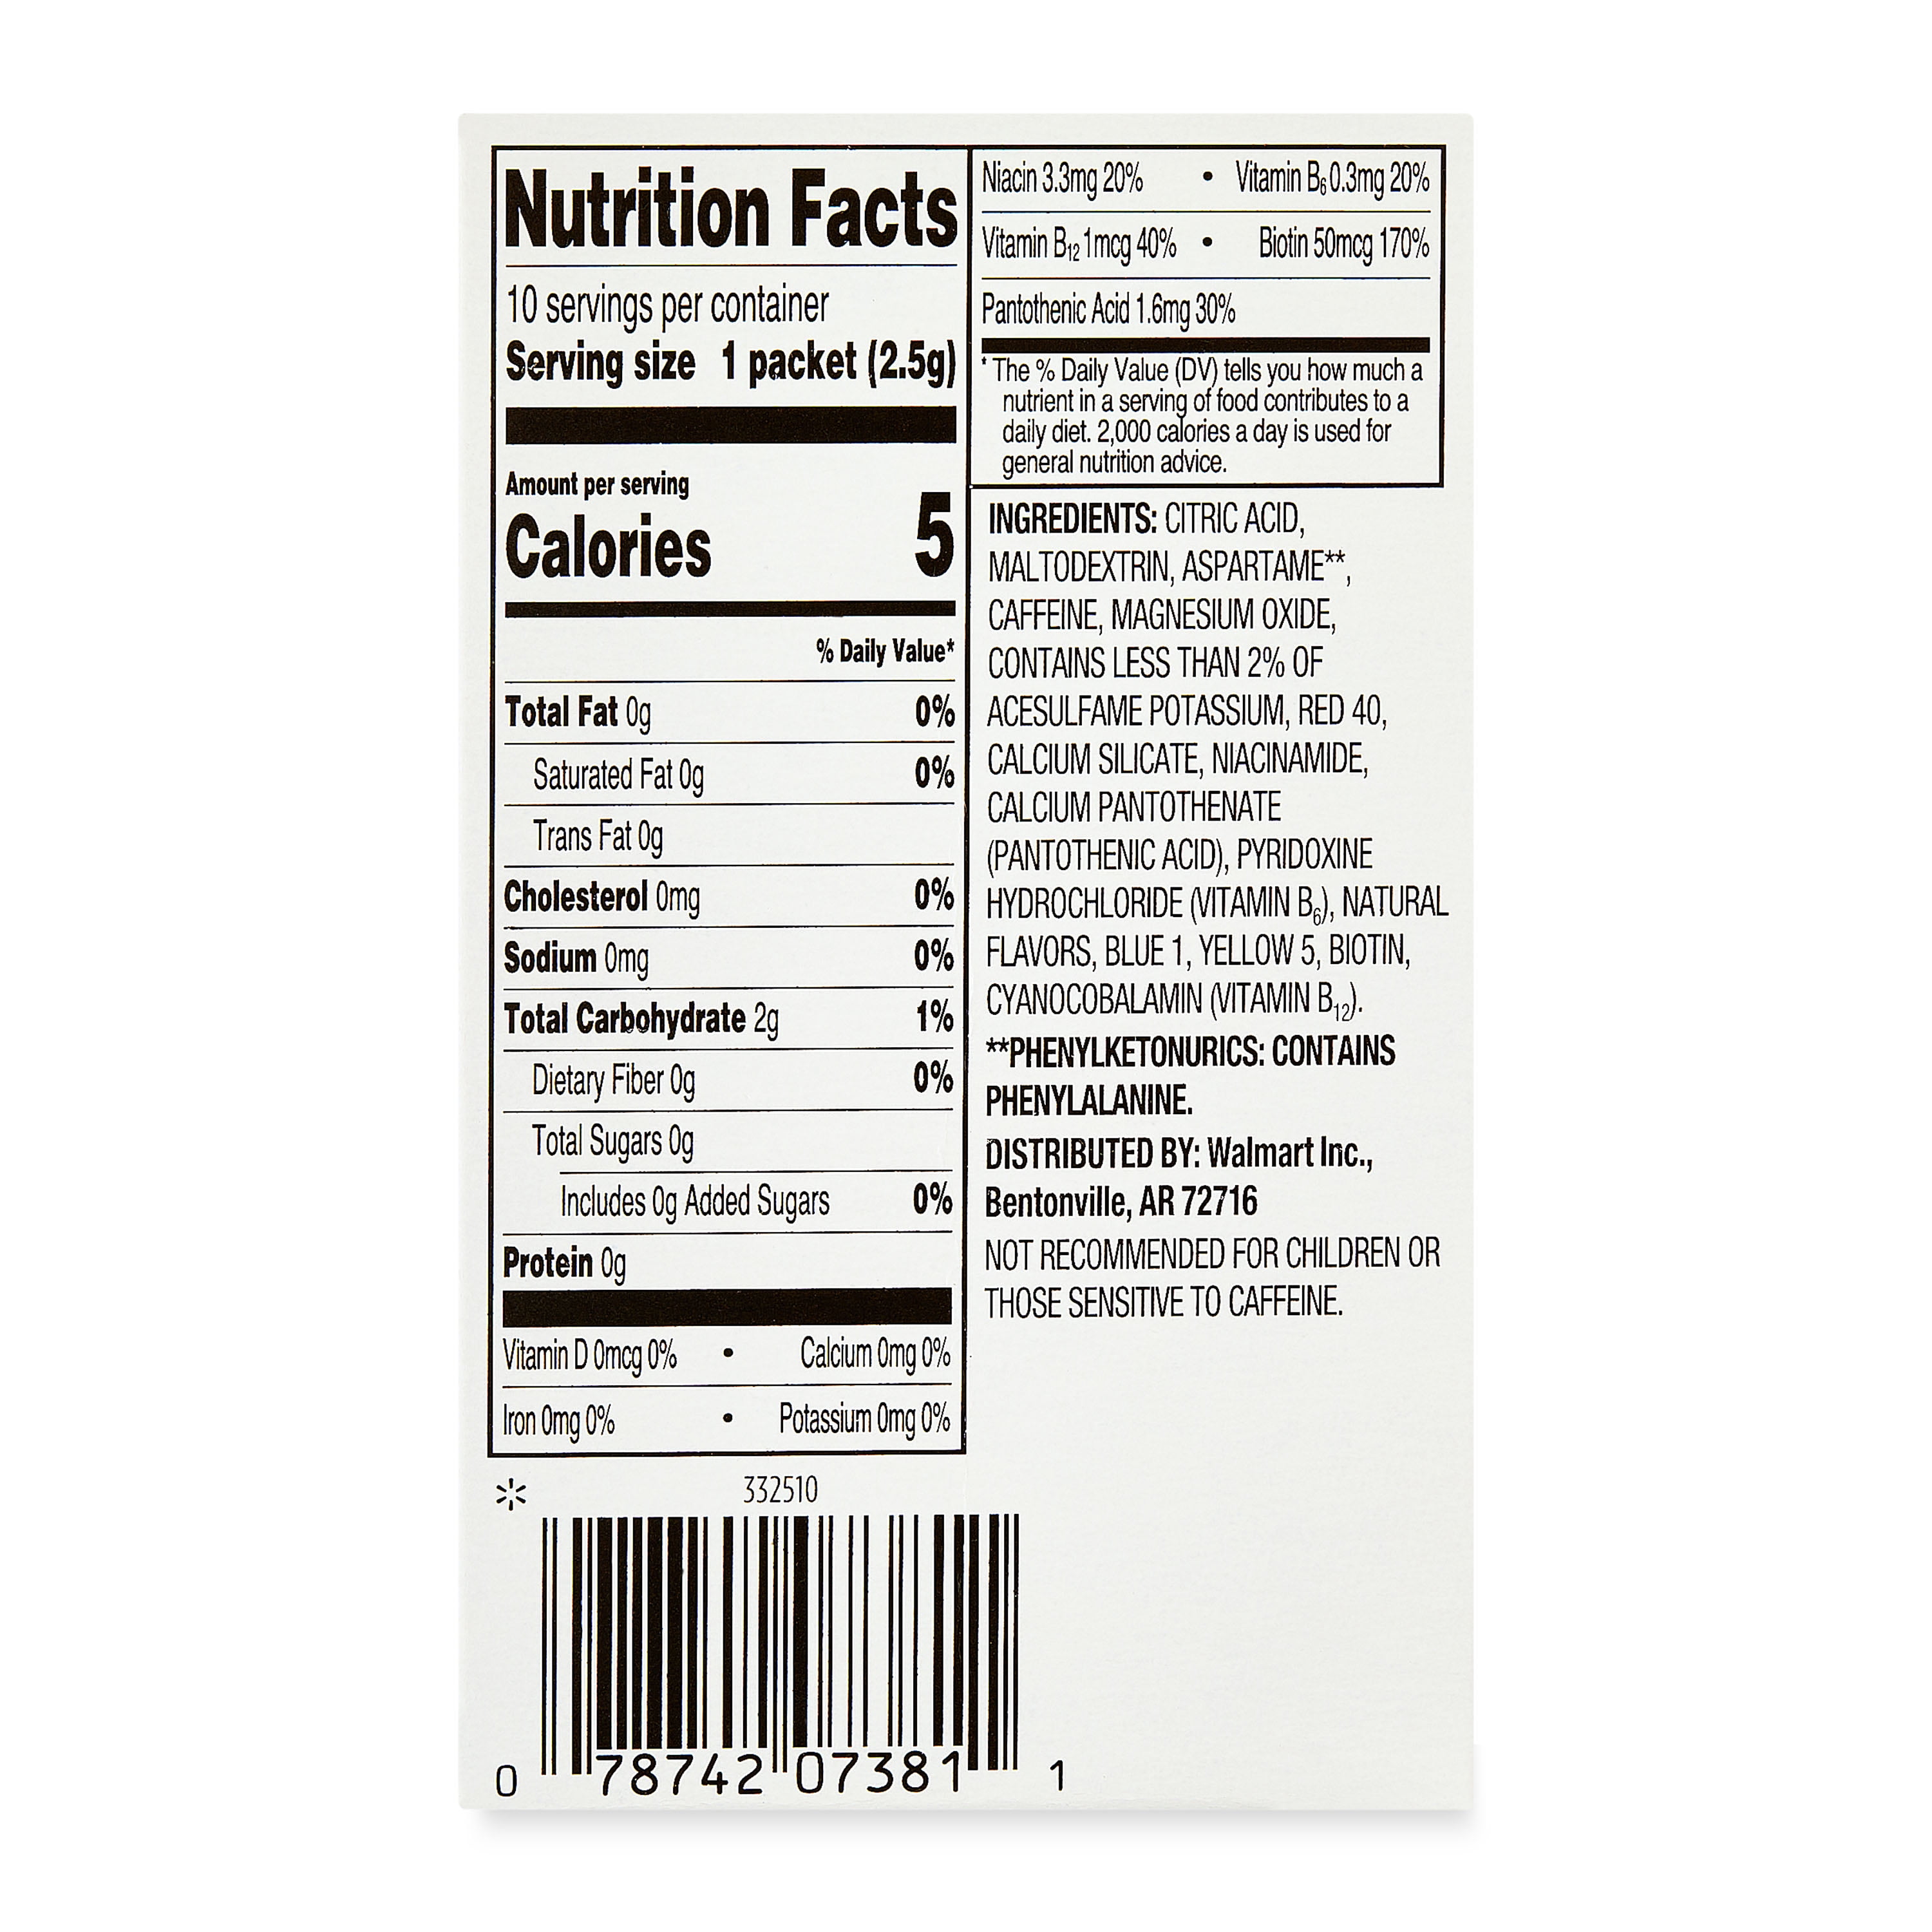 Nutrition Facts
10 servings per container
Serving size 1 packet (2.5g)
Amount per serving
Calories 5
% Daily Value*
Total Fat 0g 0%
Saturated Fat 0g 0%
Trans Fat 0g
Cholesterol 0mg 0%
Sodium 0mg 0%
Total Carbohydrate 2g 1%
Dietary Fiber 0g 0%
Total Sugars 0g
Includes 0g Added Sugars 0%
Protein 0g
Vitamin D 0mcg 0% • Calcium 0mg 0%
Iron 0mg 0% • Potassium 0mg 0%
Niacin 3.3mg 20% • Vitamin B6 0.3mg 20%
Vitamin B12 1mcg 40% • Biotin 50mcg 170%
Pantothenic Acid 1.6mg 30%
* The % Daily Value (DV) tells you how much a
nutrient in a serving of food contributes to a
daily diet. 2,000 calories a day is used for
general nutrition advice.
INGREDIENTS: CITRIC ACID,
MALTODEXTRIN, ASPARTAME**,
CAFFEINE, MAGNESIUM OXIDE,
CONTAINS LESS THAN 2% OF
ACESULFAME POTASSIUM, RED 40,
CALCIUM SILICATE, NIACINAMIDE,
CALCIUM PANTOTHENATE
(PANTOTHENIC ACID), PYRIDOXINE
HYDROCHLORIDE (VITAMIN B6), NATURAL
FLAVORS, BLUE 1, YELLOW 5, BIOTIN,
CYANOCOBALAMIN (VITAMIN B12).
**PHENYLKETONURICS: CONTAINS
PHENYLALANINE.
DISTRIBUTED BY: Walmart Inc.,
Bentonville, AR 72716
NOT RECOMMENDED FOR CHILDREN OR
THOSE SENSITIVE TO CAFFEINE.
332510
0 78742 07381 1